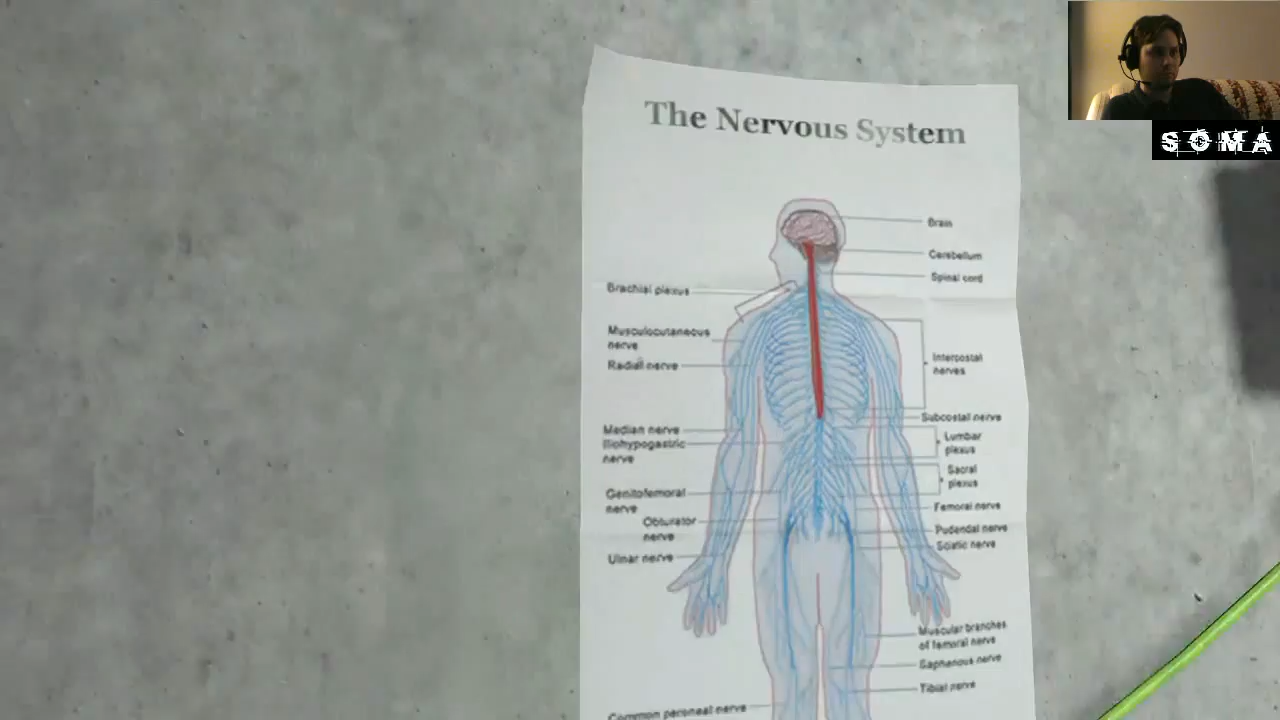 SOMA
The Nervous System
Brain
Cerebellum
Spinal cord
Brachial plexus
Musculocutaneous
nerve
Radial nerve
Intercostal
nerves
Subcostal nerve
Median nerve
Iliohypogastric
nerve
Lumbar
plexus
Sacral
plexus
Genitofemoral
nerve
Femoral nerve
Obturator
nerve
Pudendal nerve
Sciatic nerve
Ulnar nerve
Muscular branches
of femoral nerve
Saphenous nerve
Tibial nerve
Common peroneal nerve